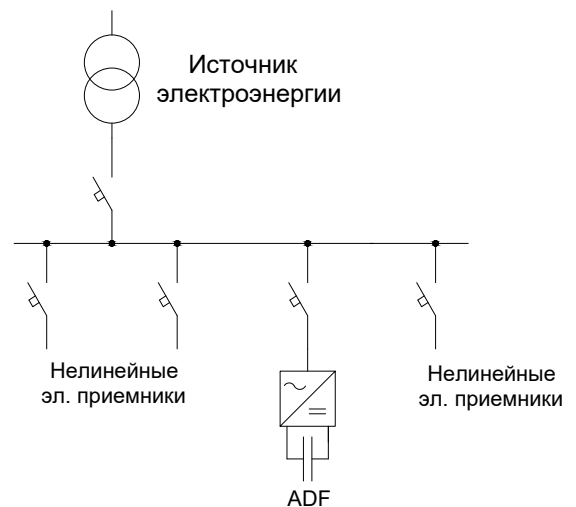 Источник
электроэнергии
Нелинейные
эл. приемники
Нелинейные
эл. приемники
ADF